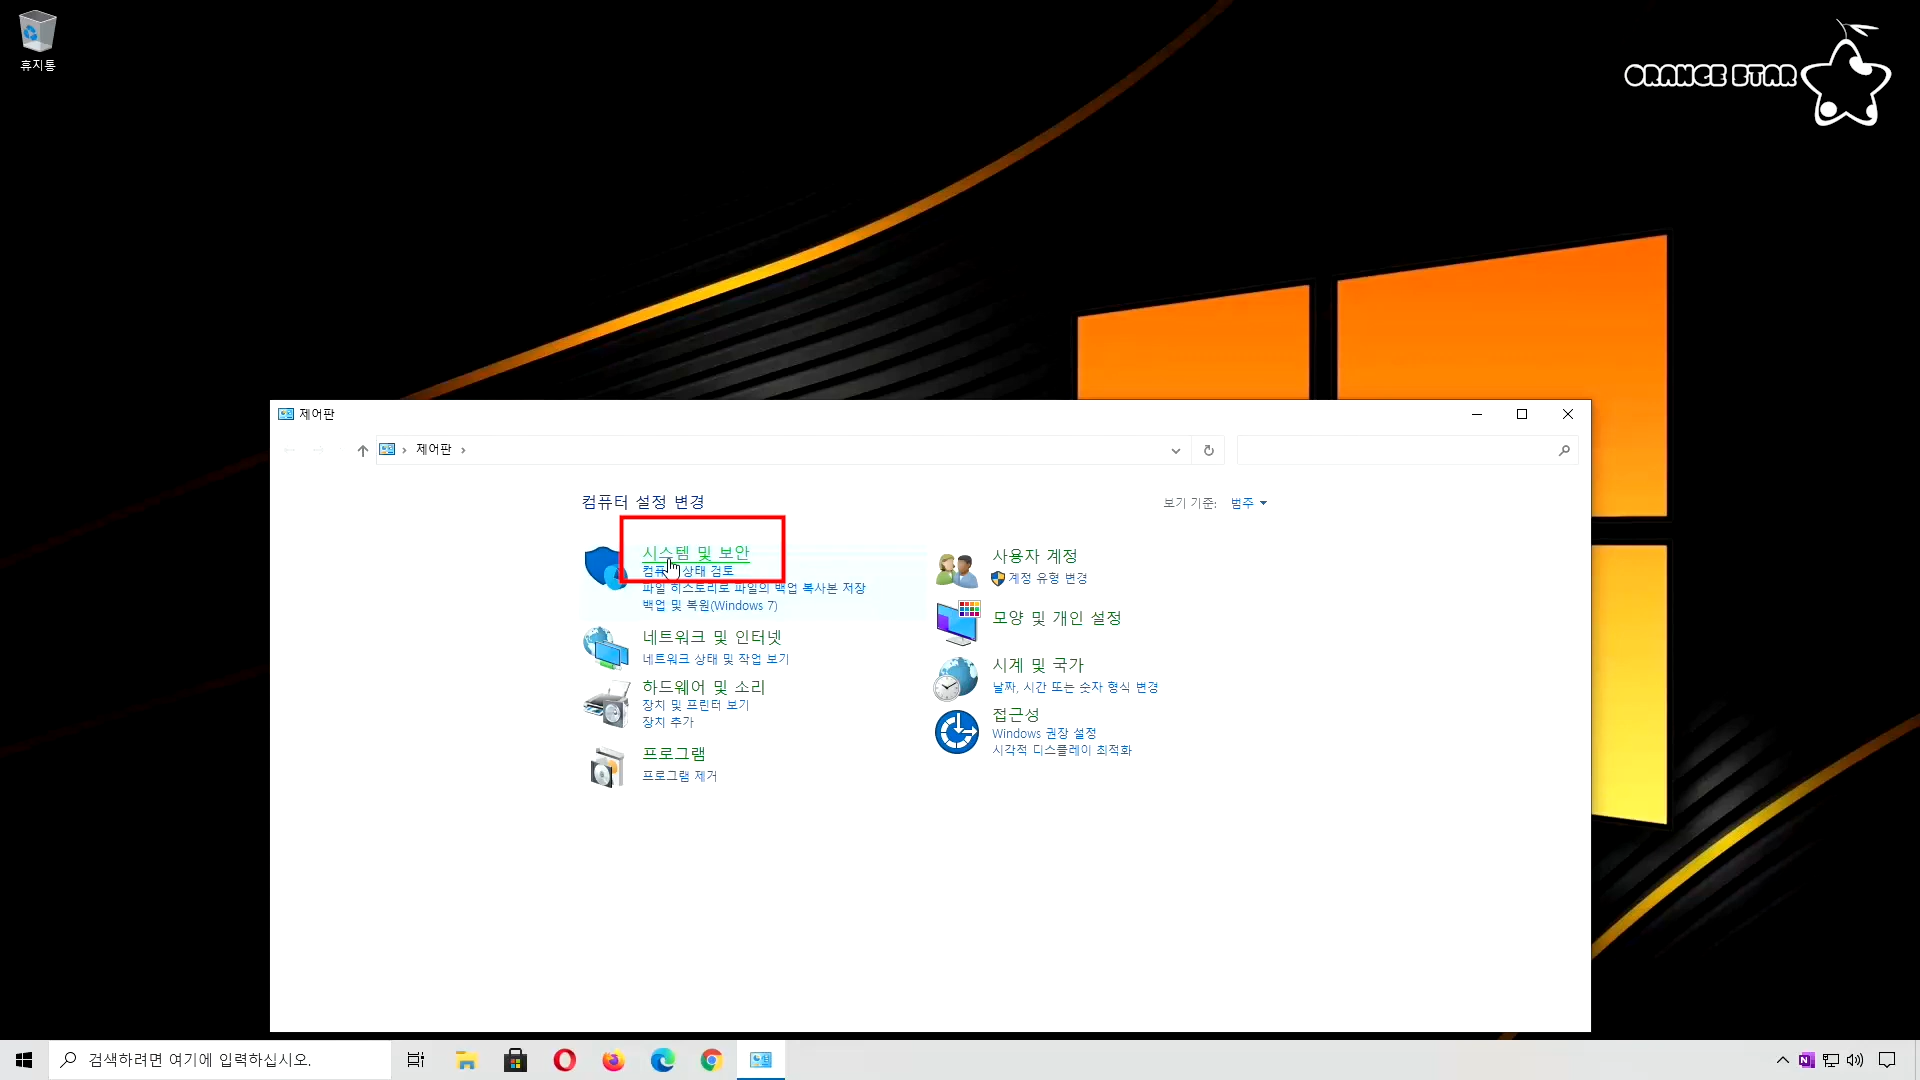 휴지통
ORANGE STAR
제어판
제어판
컴퓨터 설정 변경
보기 기준: 범주
시스템 및 보안
상태 검토
파일 히스토리로 파일의 백업 복사본 저장
백업 및 복원(Windows 7)
네트워크 및 인터넷
네트워크 상태 및 작업 보기
하드웨어 및 소리
장치 및 프린터 보기
장치 추가
프로그램
프로그램 제거
사용자 계정
계정 유형 변경
모양 및 개인 설정
시계 및 국가
날짜, 시간 또는 숫자 형식 변경
접근성
Windows 권장 설정
시각적 디스플레이 최적화
검색하려면 여기에 입력하십시오.